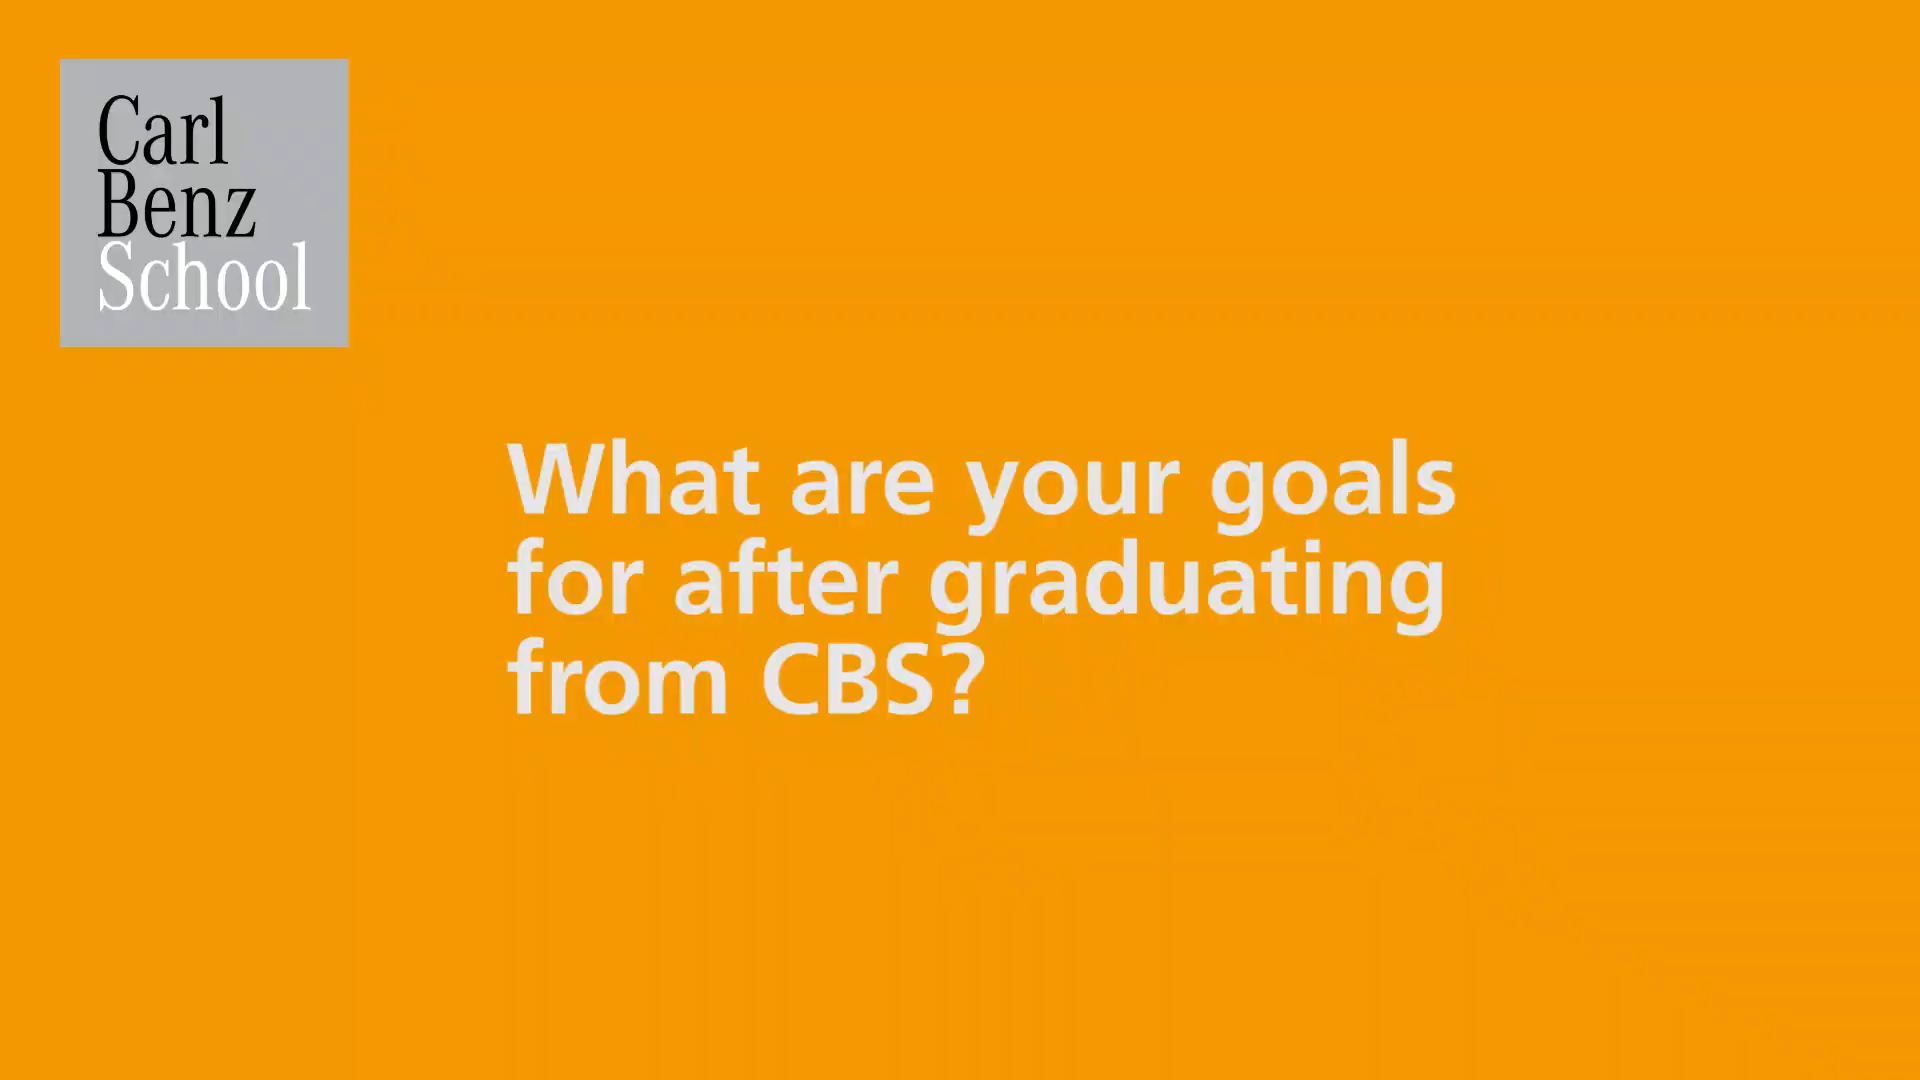 Carl
Benz
School
What are your goals
for after graduating
from CBS?